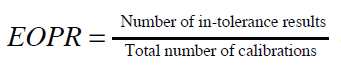 EOPR = Number of in-tolerance results
Total number of calibrations